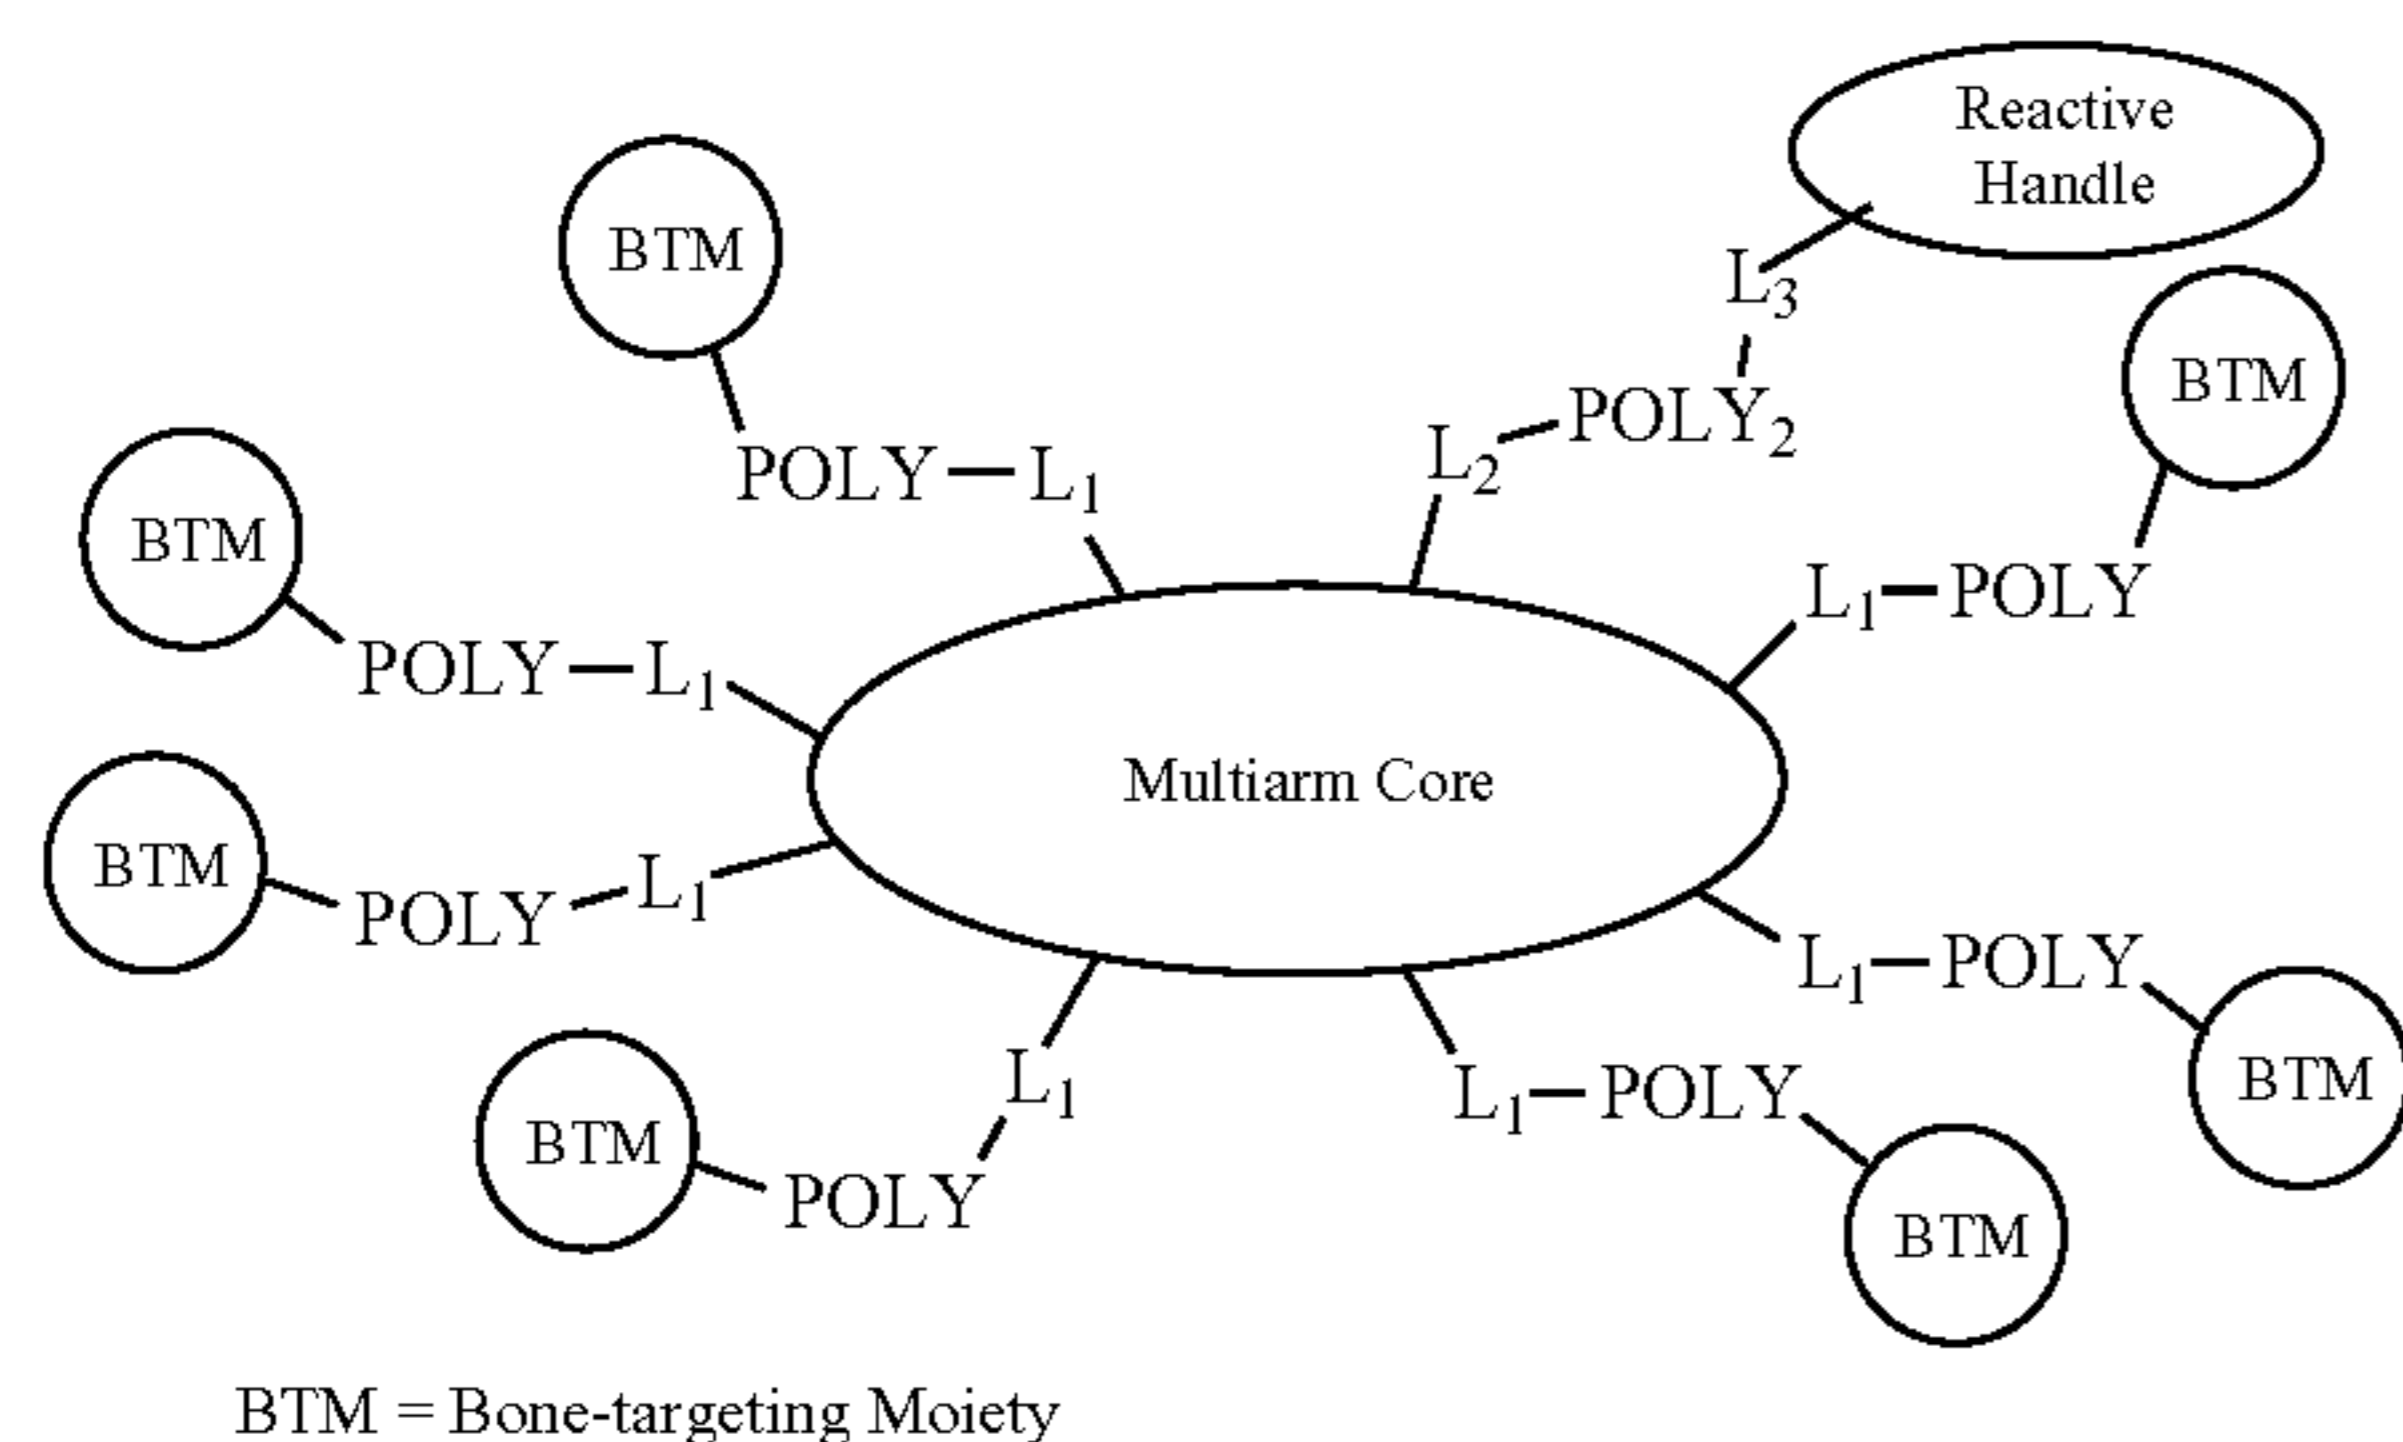 Reactive
Handle
BTM
L3
BTM
POLY2
L2
POLY—L1
BTM
L1—POLY
POLY—L1
Multiarm Core
BTM
POLY—L1
L1—POLY
L1
L1—POLY
BTM
BTM
POLY
BTM
BTM = Bone-targeting Moiety